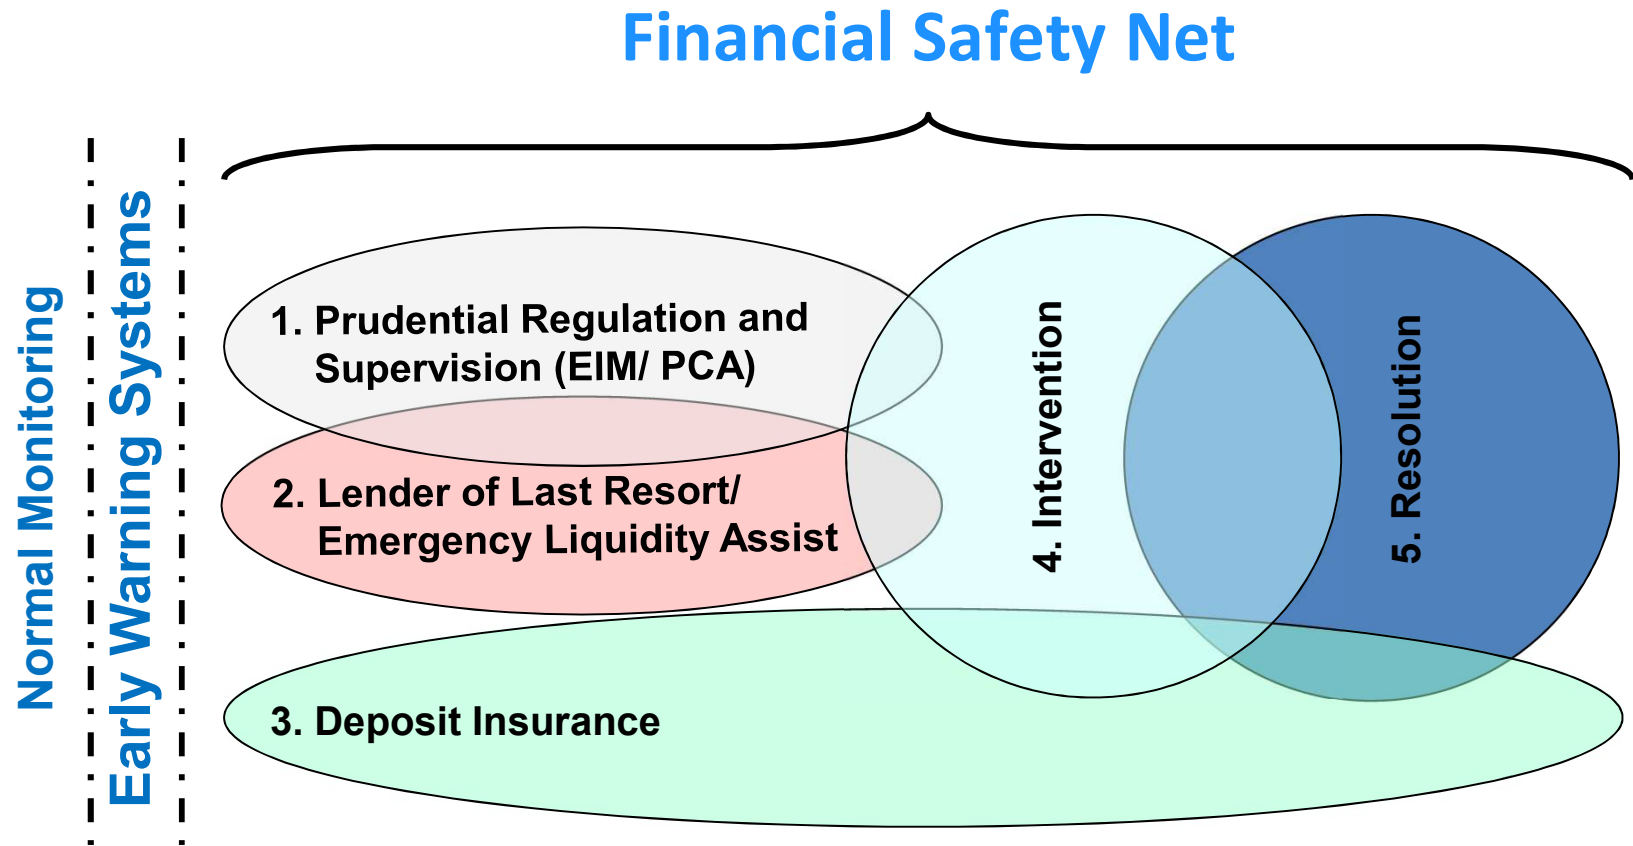 Financial Safety Net
Normal Monitoring
Early Warning Systems
1. Prudential Regulation and
Supervision (EIM/ PCA)
2. Lender of Last Resort/
Emergency Liquidity Assist
3. Deposit Insurance
4. Intervention
5. Resolution